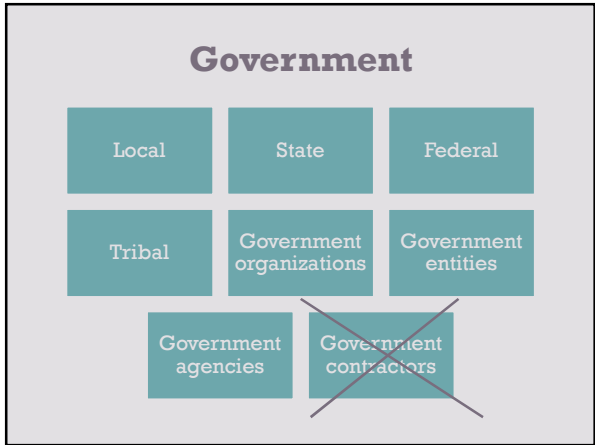 Government
Local
State
Federal
Tribal
Government
organizations
Government
entities
Government
agencies
Government
contractors